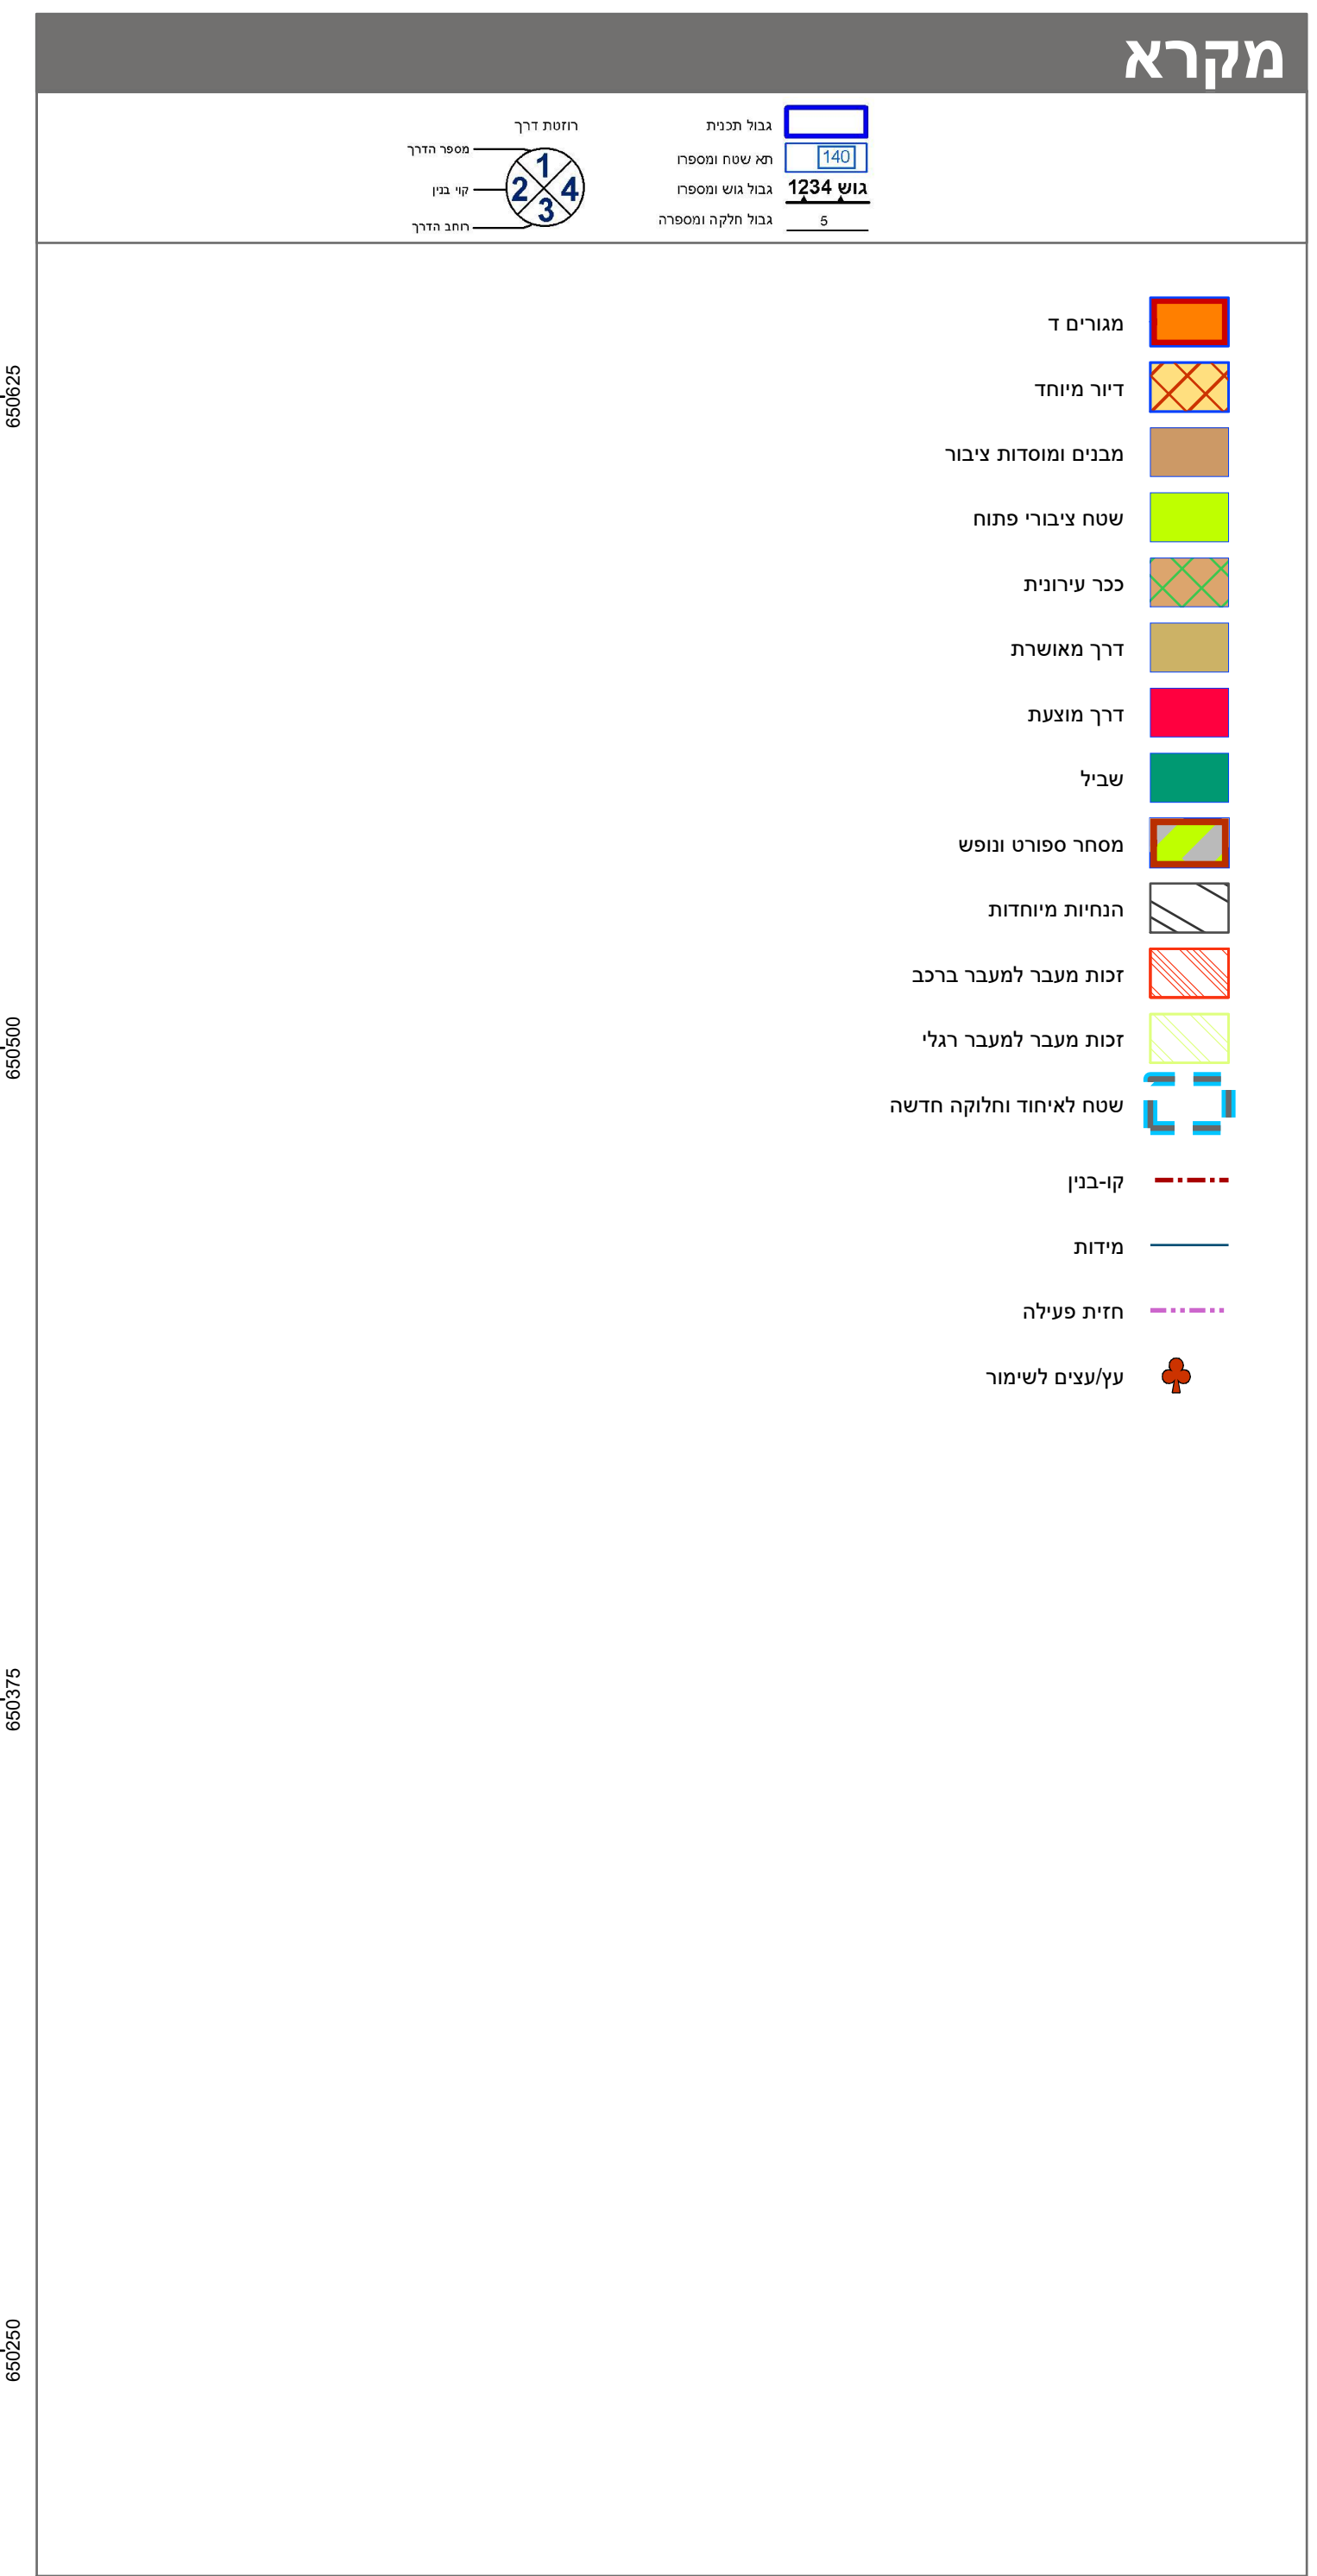 מקרא
גבול תכנית
תא שטח ומספרו
140
גבול גוש ומספרו
גוש 1234
גבול חלקה ומספרה
5
רוזטת דרך
מספר הדרך
קוי בנין
רוחב הדרך
1
2
4
3
מגורים ד
דיור מיוחד
מבנים ומוסדות ציבור
שטח ציבורי פתוח
ככר עירונית
דרך מאושרת
דרך מוצעת
שביל
מסחר ספורט ונופש
הנחיות מיוחדות
זכות מעבר למעבר ברכב
זכות מעבר למעבר רגלי
שטח לאיחוד וחלוקה חדשה
קו-בנין
מידות
חזית פעילה
עץ/עצים לשימור
650625
650500
650375
650250